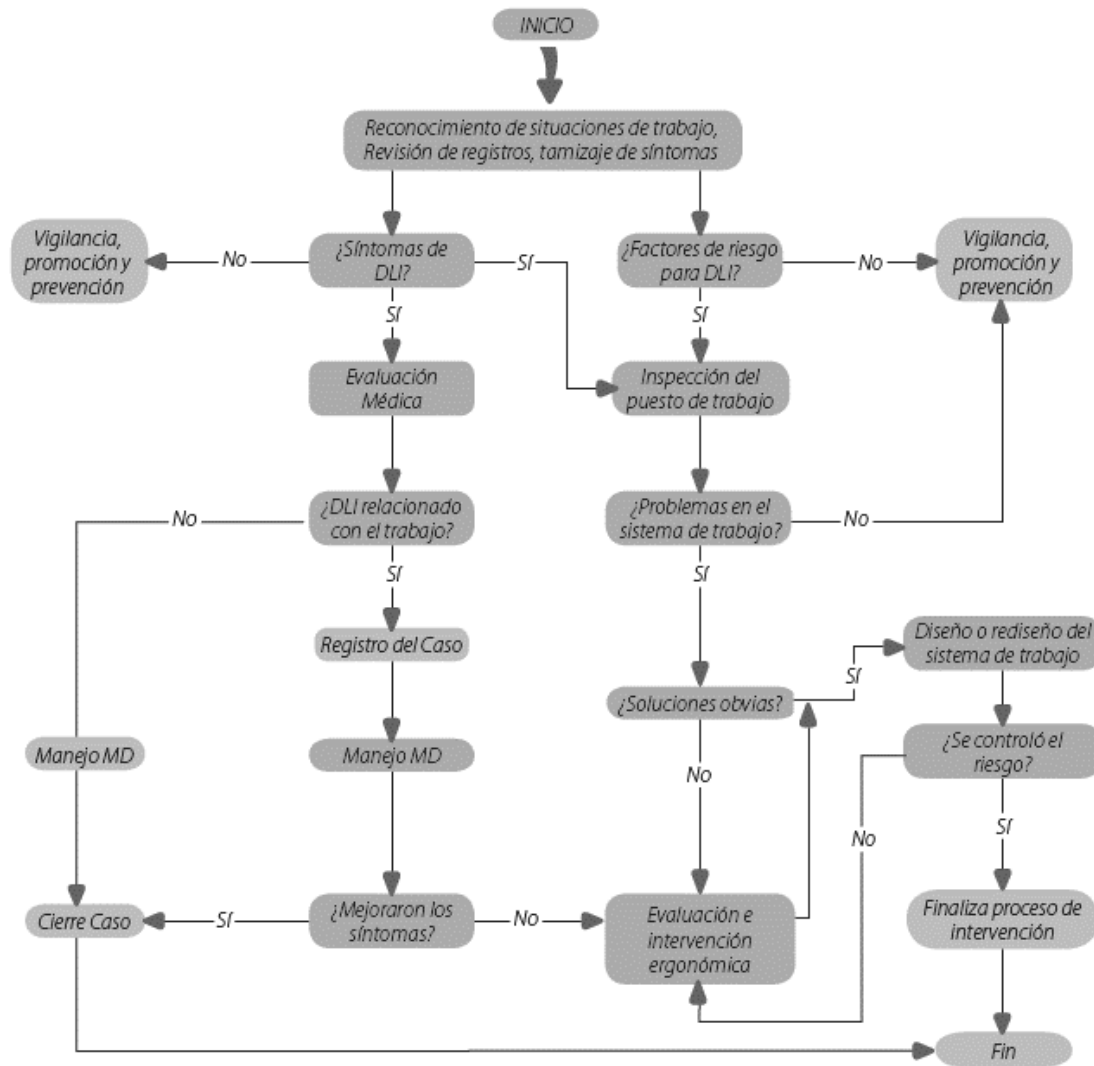 INICIO
Reconocimiento de situaciones de trabajo,
Revisión de registros, tamizaje de síntomas
Vigilancia,
promoción y
prevención
No
¿Síntomas de
DLI?
Sí
¿Factores de riesgo
para DLI?
No
Vigilancia,
promoción y
prevención
Sí
Sí
Evaluación
Médica
Inspección del
puesto de trabajo
No
¿DLI relacionado
con el trabajo?
¿Problemas en el
sistema de trabajo?
No
Sí
Sí
Registro del Caso
Diseño o rediseño del
sistema de trabajo
Sí
¿Soluciones obvias?
Manejo MD
Manejo MD
No
¿Se controló el
riesgo?
No
Sí
Cierre Caso
Sí
¿Mejoraron los
síntomas?
No
Evaluación e
intervención
ergonómica
Finaliza proceso de
intervención
Fin